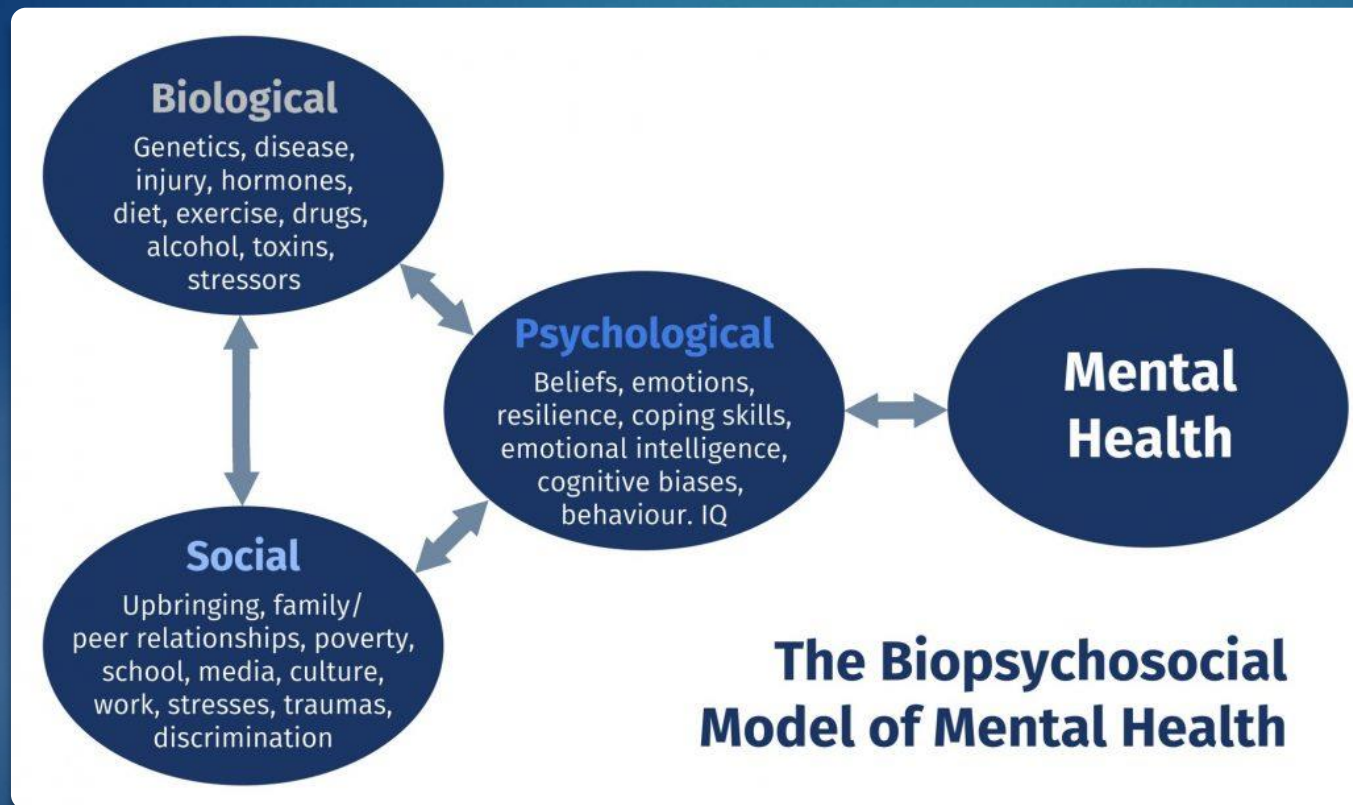 Biological
Genetics, disease,
injury, hormones,
diet, exercise, drugs,
alcohol, toxins,
stressors
Psychological
Beliefs, emotions,
resilience, coping skills,
emotional intelligence,
cognitive biases,
behaviour. IQ
Mental
Health
Social
Upbringing, family/
peer relationships, poverty,
school, media, culture,
work, stresses, traumas,
discrimination
The Biopsychosocial
Model of Mental Health